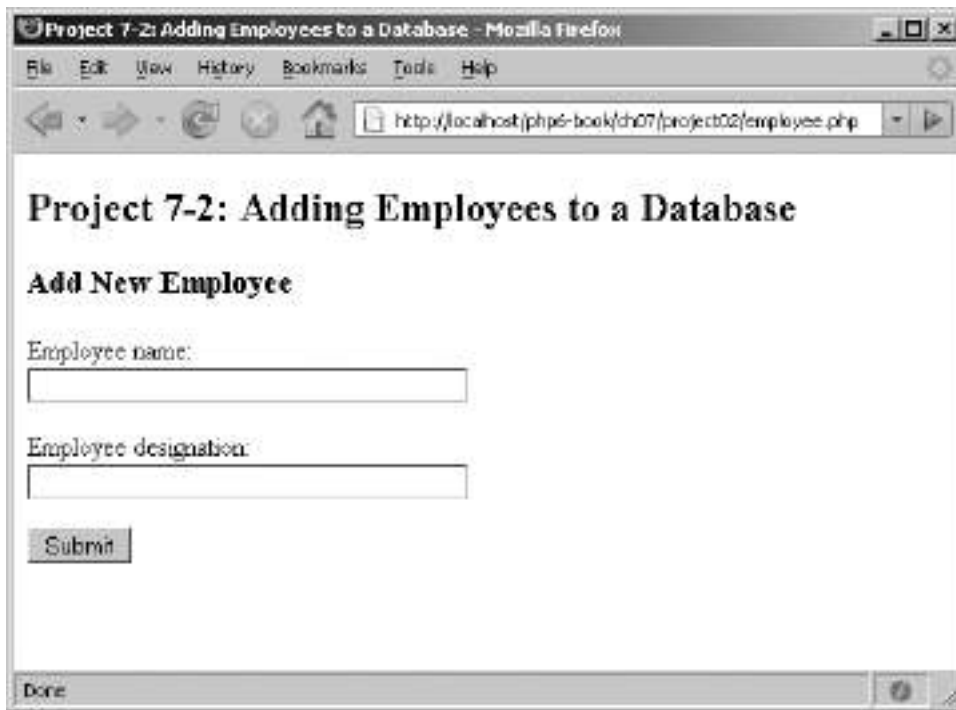 Project 7-2: Adding Employees to a Database - Mozilla Firefox
File Edit View History Bookmarks Tools Help
http://localhost/php6-book/ch07/project02/employee.php
Project 7-2: Adding Employees to a Database
Add New Employee
Employee name:
Employee designation:
Submit
Done